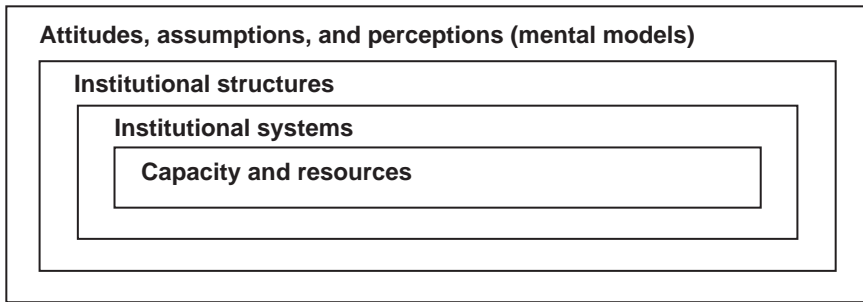 Attitudes, assumptions, and perceptions (mental models)
Institutional structures
Institutional systems
Capacity and resources